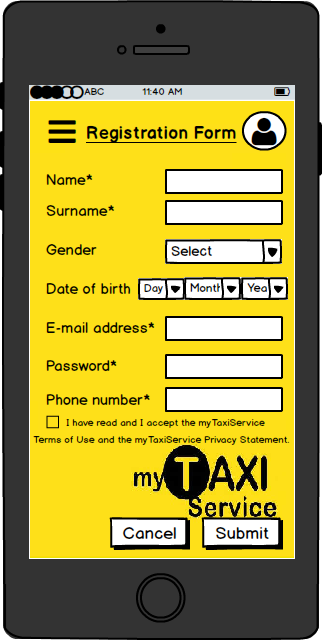 ABC 11:40 AM
Registration Form
Name*
Surname*
Gender Select
Date of birth Day Month Yea
E-mail address*
Password*
Phone number*
I have read and I accept the myTaxiService
Terms of Use and the myTaxiService Privacy Statement.
my TAXI
Service
Cancel Submit